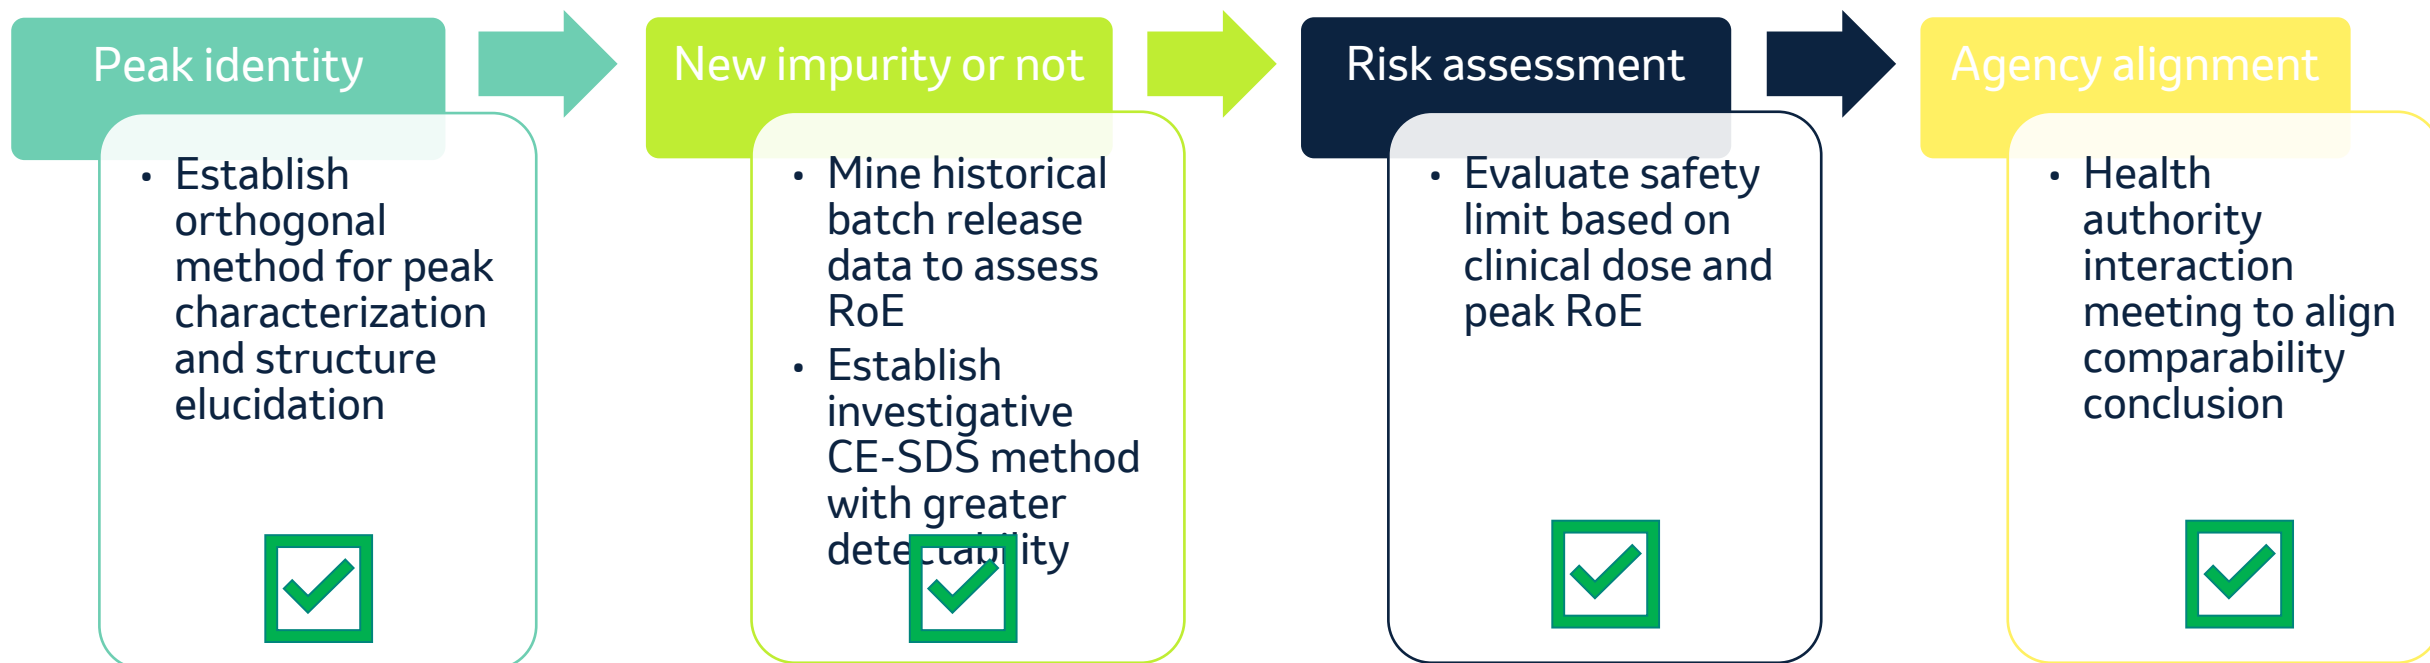 Peak identity
• Establish
orthogonal
method for peak
characterization
and structure
elucidation
New impurity or not
• Mine historical
batch release
data to assess
RoE
• Establish
investigative
CE-SDS method
with greater
detectability
Risk assessment
• Evaluate safety
limit based on
clinical dose and
peak RoE
Agency alignment
• Health
authority
interaction
meeting to align
comparability
conclusion